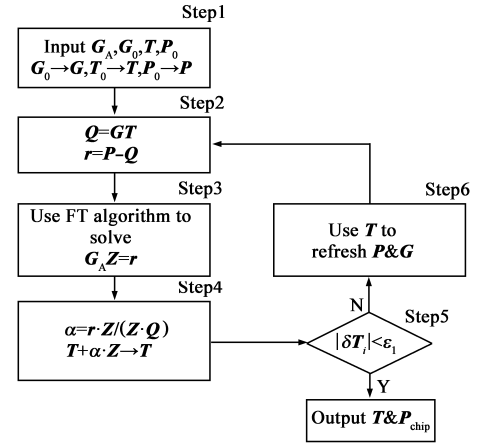 Step1
Input G_A,G_0,T,P_0
G_0→G,T_0→T,P_0→P
Step2
Q=GT
r=P-Q
Step3
Use FT algorithm to
solve
G_A Z=r
Step4
α=r·Z/(Z·Q)
T+α·Z→T
Step5
|δT_i|<ε_1
N
Y
Step6
Use T to
refresh P&G
Output T&P_chip